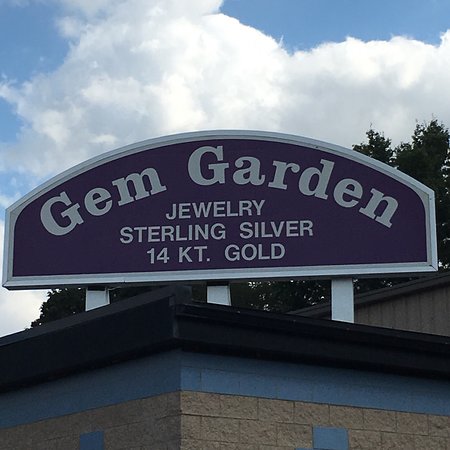 Gem Garden
JEWELRY
STERLING SILVER
14 KT. GOLD